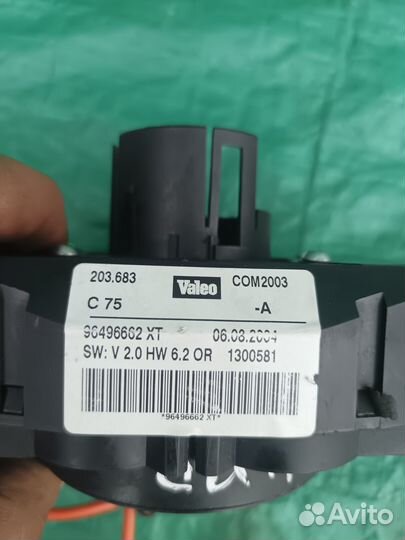 203.683 Valeo COM2003
C 75 -A
96496662 XT 06.08.2004
SW: V 2.0 HW 6.2 OR 1300581
*96496662 XT*
Avito